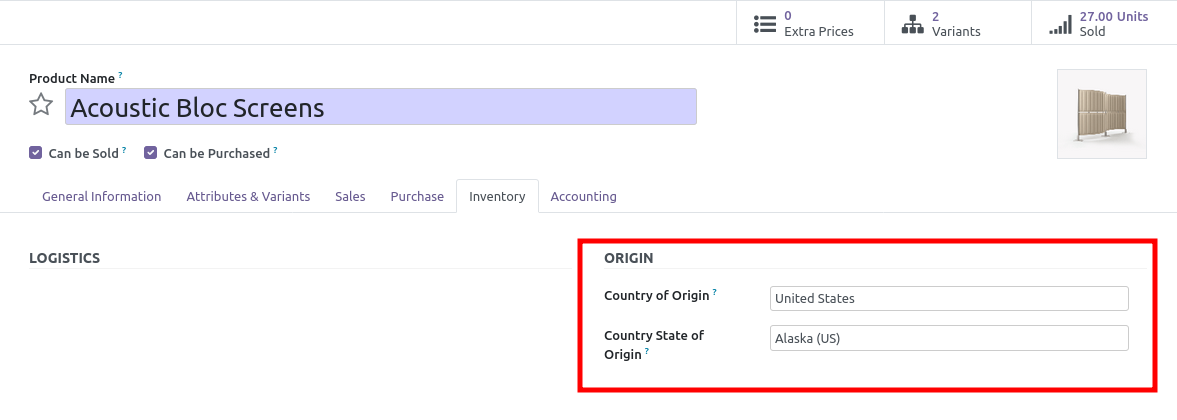 0
Extra Prices
2
Variants
27.00 Units
Sold
Product Name ?
Acoustic Bloc Screens
Can be Sold ? Can be Purchased ?
General Information Attributes & Variants Sales Purchase Inventory Accounting
LOGISTICS
ORIGIN
Country of Origin ? United States
Country State of
Origin ?
Alaska (US)